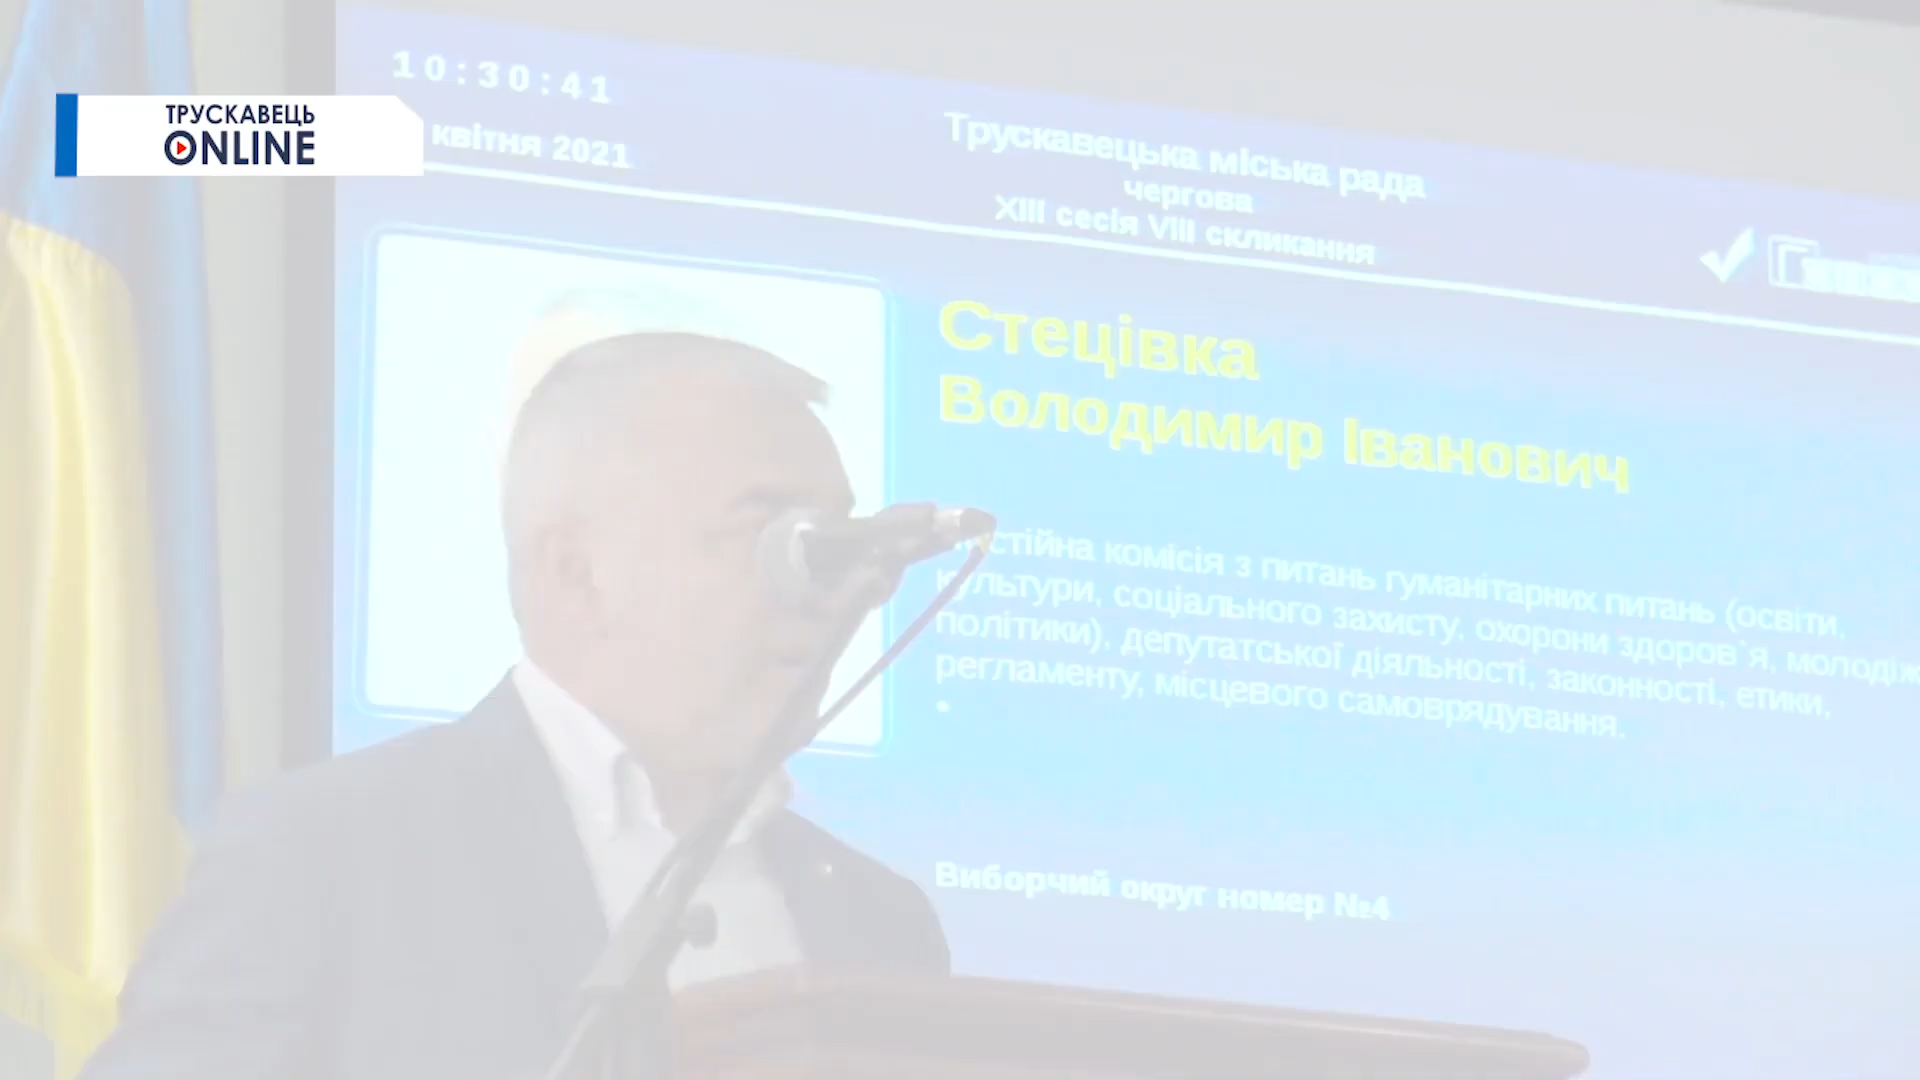 10:30:41
ТРУСКАВЕЦЬ
ONLINE
квітня 2021
Трускавецька міська рада
чергова
XIII сесія VIII скликання
Стецівка
Володимир Іванович
комісія з питань гуманітарних питань (освіти,
культури, соціального захисту, охорони здоров`я,
політики), депутатської діяльності, законності, етики,
регламенту, місцевого самоврядування.
•
Виборчий округ номер №4